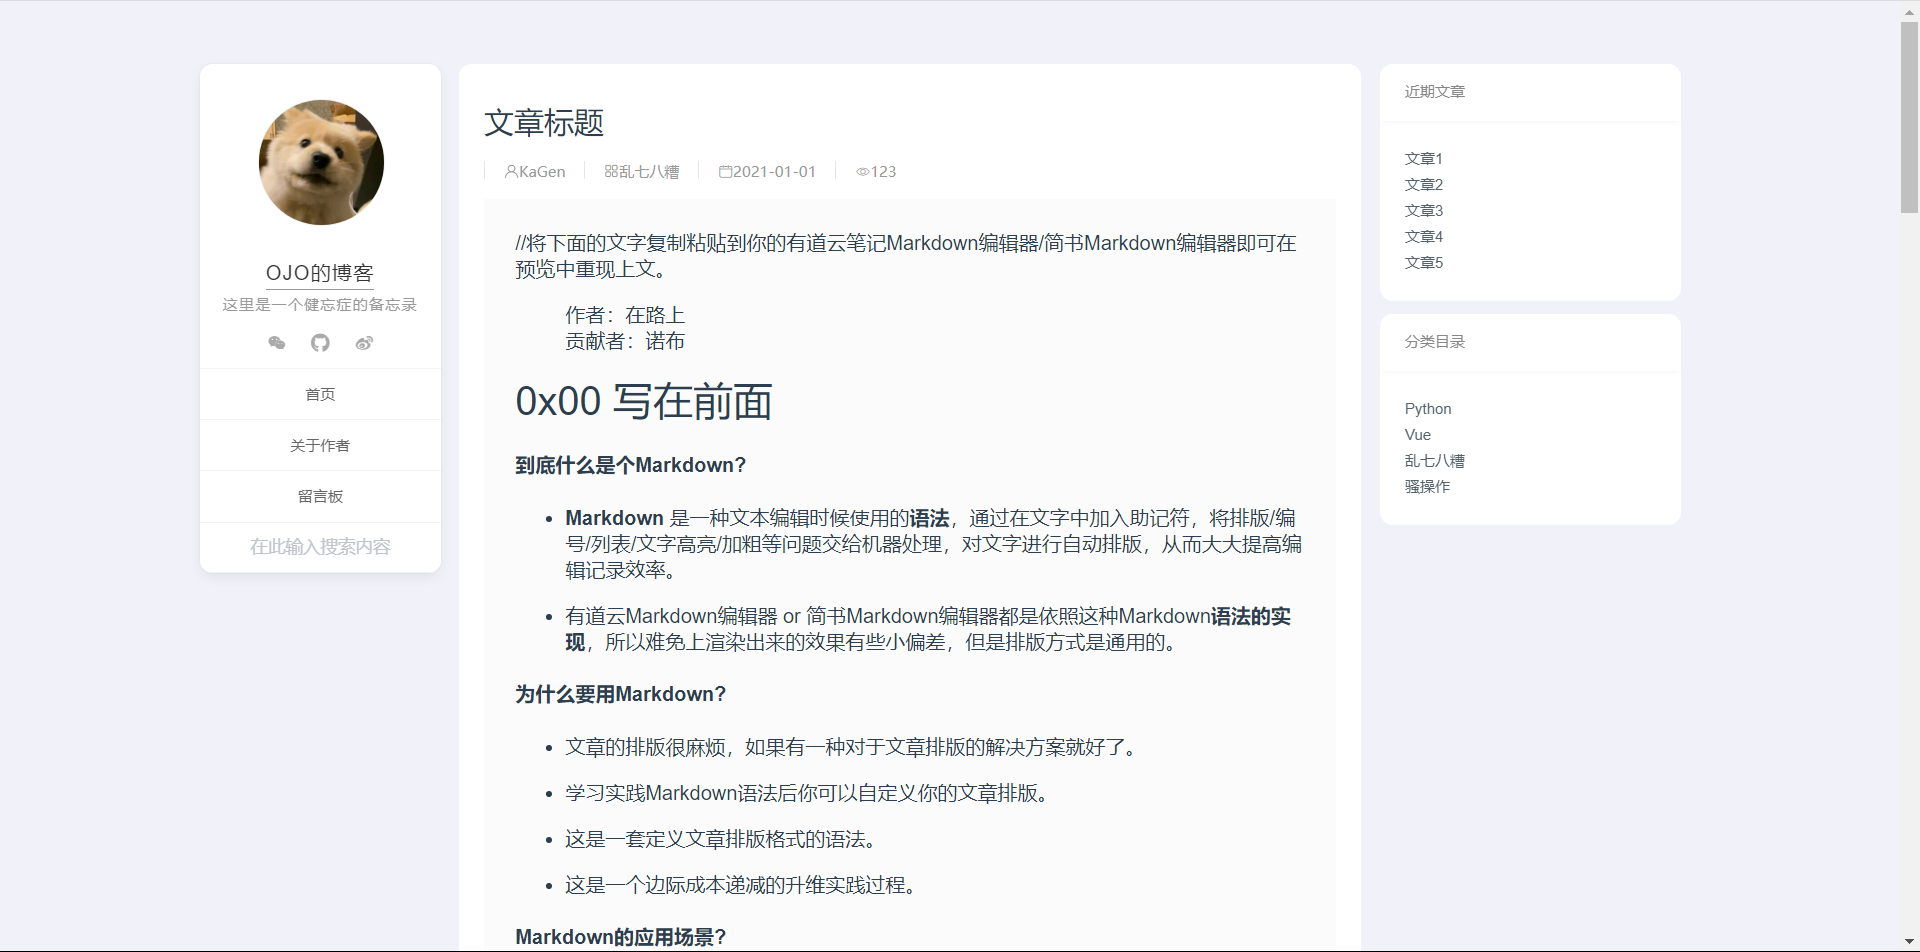 OJO的博客
这里是一个健忘症的备忘录
首页
关于作者
留言板
在此输入搜索内容
文章标题
KaGen 乱七八糟 2021-01-01 123
//将下面的文字复制粘贴到你的有道云笔记Markdown编辑器/简书Markdown编辑器即可在
预览中重现上文。
作者：在路上
贡献者：诺布
0x00 写在前面
到底什么是个Markdown?
Markdown 是一种文本编辑时候使用的语法，通过在文字中加入助记符，将排版/编
号/列表/文字高亮/加粗等问题交给机器处理，对文字进行自动排版，从而大大提高编
辑记录效率。
有道云Markdown编辑器 or 简书Markdown编辑器都是依照这种Markdown语法的实
现，所以难免上渲染出来的效果有些小偏差，但是排版方式是通用的。
为什么要用Markdown?
文章的排版很麻烦，如果有一种对于文章排版的解决方案就好了。
学习实践Markdown语法后你可以自定义你的文章排版。
这是一套定义文章排版格式的语法。
这是一个边际成本递减的升维实践过程。
Markdown的应用场景?
近期文章
文章1
文章2
文章3
文章4
文章5
分类目录
Python
Vue
乱七八糟
骚操作